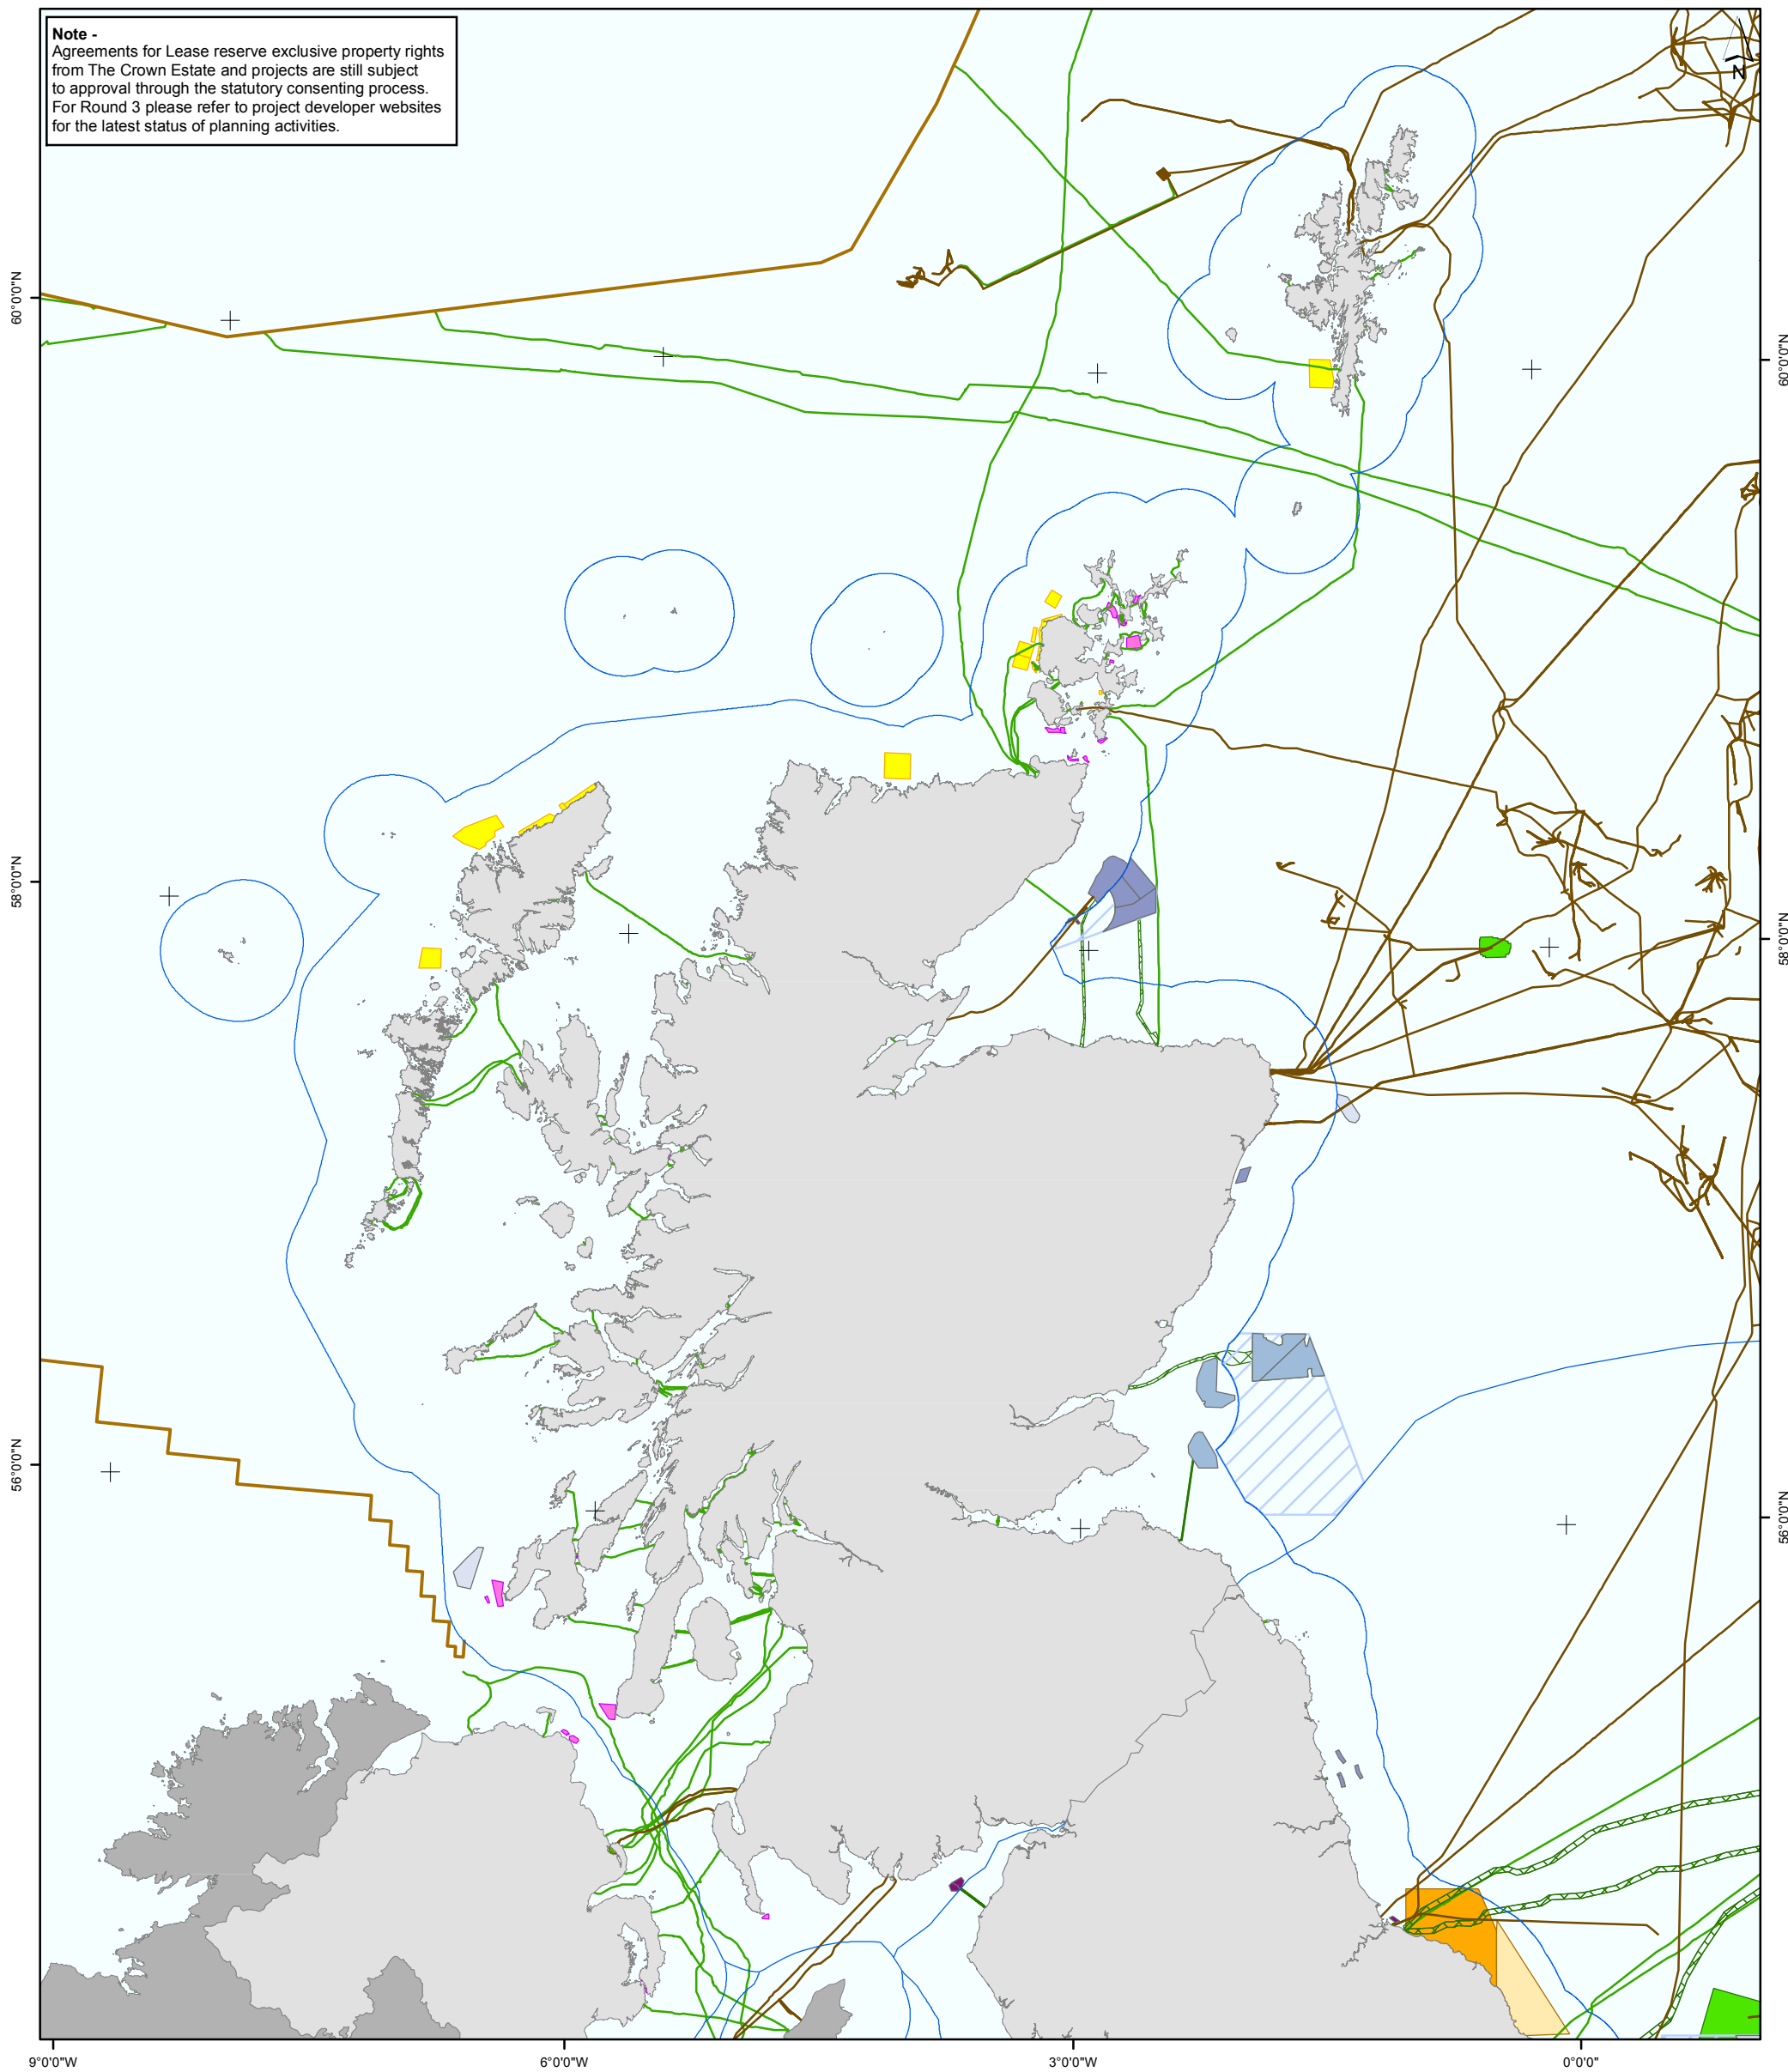 Note -
Agreements for Lease reserve exclusive property rights
from The Crown Estate and projects are still subject
to approval through the statutory consenting process.
For Round 3 please refer to project developer websites
for the latest status of planning activities.
N
60°0'0"N
60°0'0"N
58°0'0"N
58°0'0"N
56°0'0"N
56°0'0"N
9°0'0"W
6°0'0"W
3°0'0"W
0°0'0"